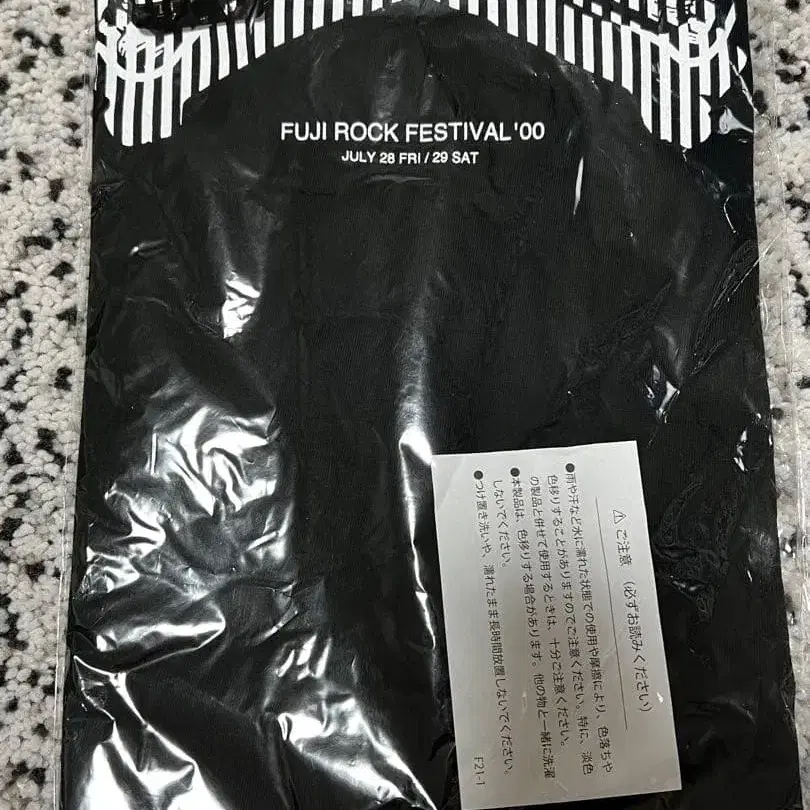 FUJI ROCK FESTIVAL '00
JULY 28 FRI / 29 SAT
⚠ ご注意 (必ずお読みください)
●雨や汗など水に濡れた状態での使用や摩擦により、色落ちや
色移りすることがありますのでご注意ください。特に、淡色
の製品と併せて使用するときは、十分ご注意ください。
●本製品は、色移りする場合があります。他の物と一緒に洗濯
しないでください。
●つけ置き洗いや、濡れたまま長時間放置しないでください。
F21-1